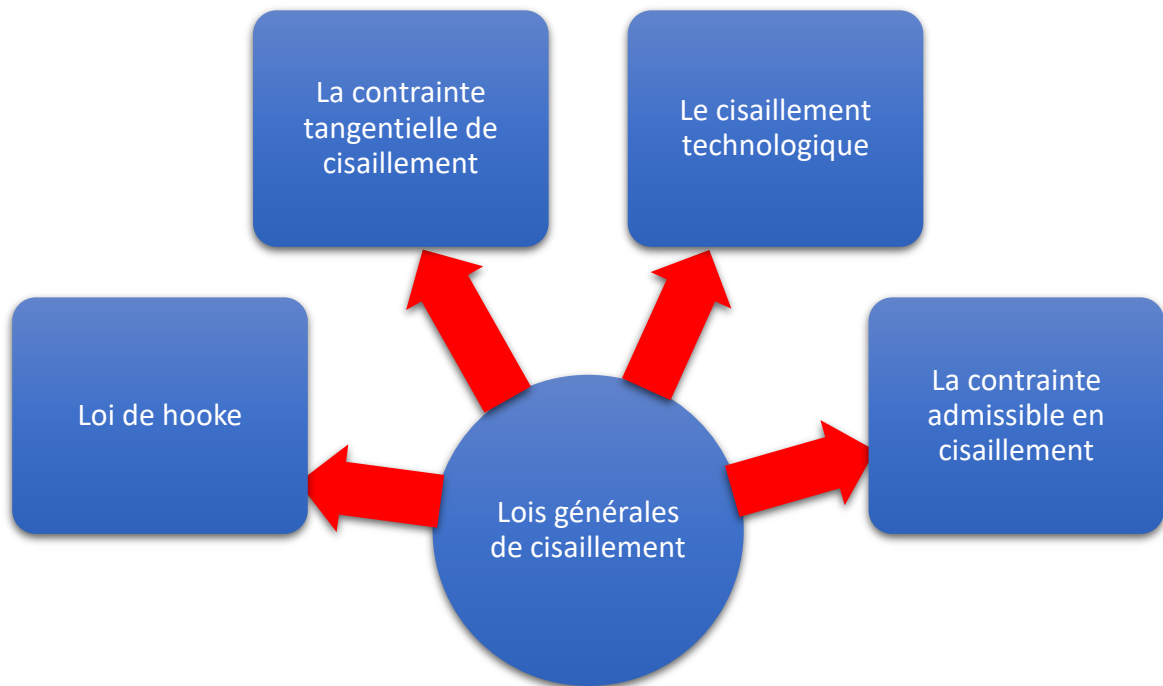 La contrainte
tangentielle de
cisaillement
Le cisaillement
technologique
Loi de hooke
La contrainte
admissible en
cisaillement
Lois générales
de cisaillement